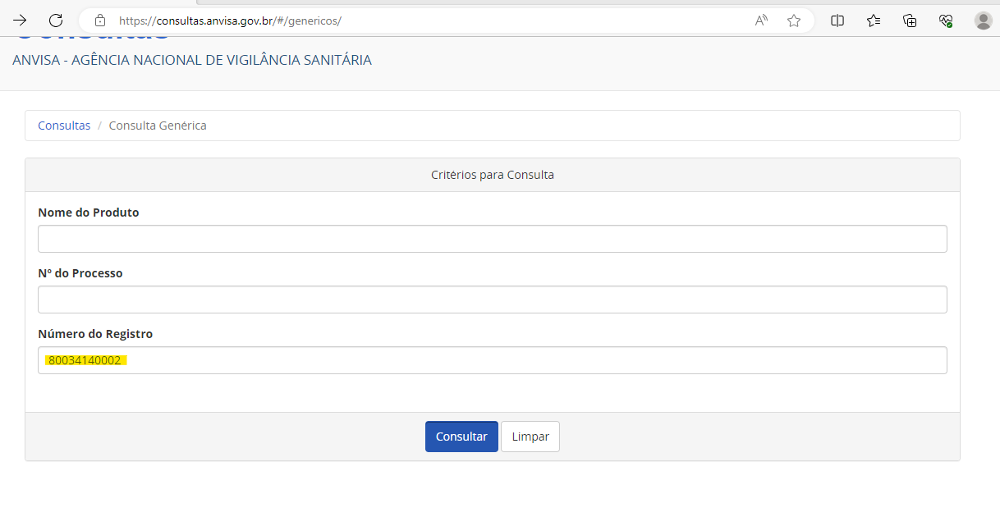 https://consultas.anvisa.gov.br/#/genericos/
Consultas
ANVISA - AGÊNCIA NACIONAL DE VIGILÂNCIA SANITÁRIA
Consultas / Consulta Genérica
Critérios para Consulta
Nome do Produto
Nº do Processo
Número do Registro
80034140002
Consultar Limpar